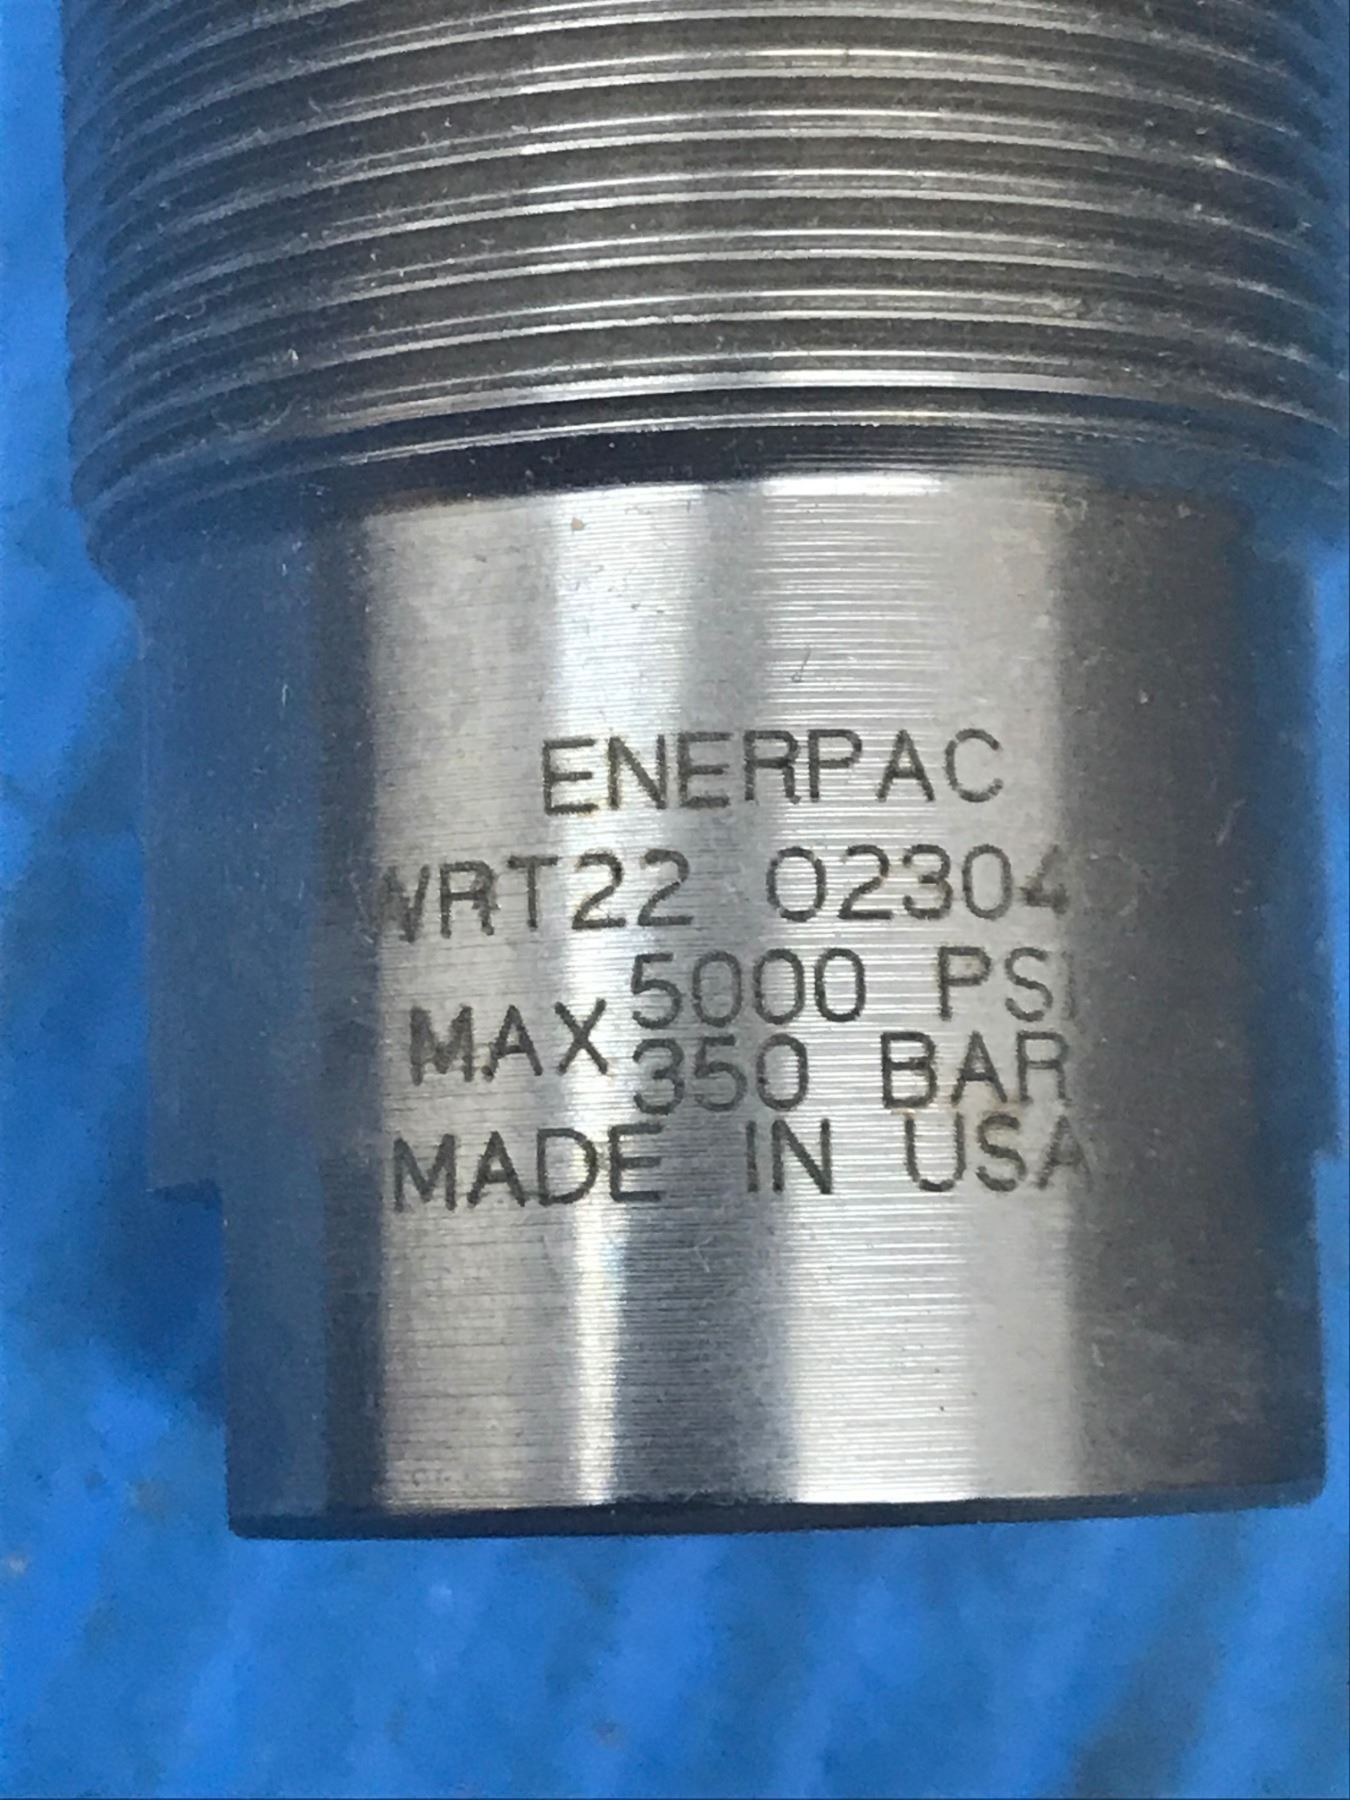 ENERPAC
WRT22 02304
MAX 5000 PSI
350 BAR
MADE IN USA